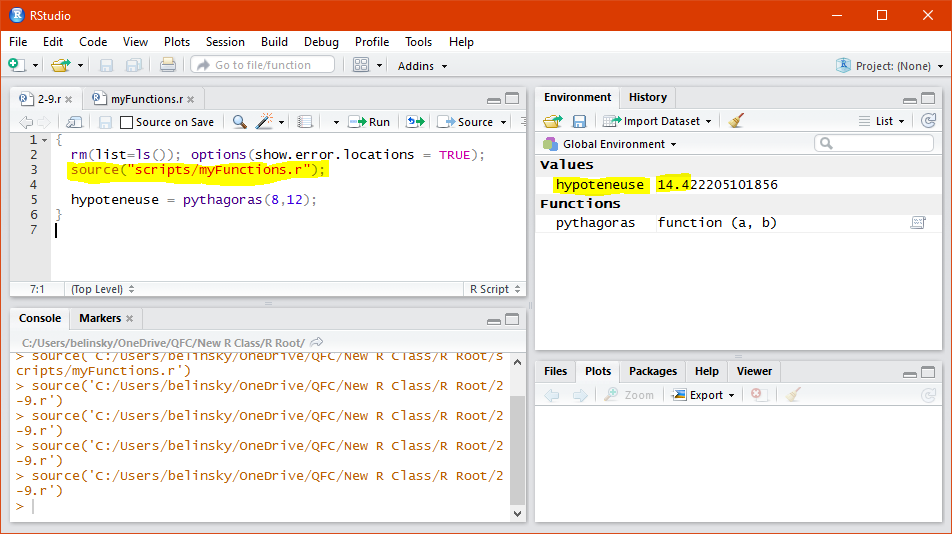 RStudio
File Edit Code View Plots Session Build Debug Profile Tools Help
Go to file/function Addins Project: (None)
2-9.r myFunctions.r
Source on Save Run Source
1 {
2 rm(list=ls()); options(show.error.locations = TRUE);
3 source("scripts/myFunctions.r");
4
5 hypoteneuse = pythagoras(8,12);
6 }
7
7:1 (Top Level) R Script
Console Markers
C:/Users/belinsky/OneDrive/QFC/New R Class/R Root/
> source('C:/Users/belinsky/OneDrive/QFC/New R Class/R Root/s
cripts/myFunctions.r')
> source('C:/Users/belinsky/OneDrive/QFC/New R Class/R Root/2
-9.r')
> source('C:/Users/belinsky/OneDrive/QFC/New R Class/R Root/2
-9.r')
> source('C:/Users/belinsky/OneDrive/QFC/New R Class/R Root/2
-9.r')
> source('C:/Users/belinsky/OneDrive/QFC/New R Class/R Root/2
-9.r')
>
Environment History
Import Dataset List
Global Environment
Values
hypoteneuse 14.422205101856
Functions
pythagoras function (a, b)
Files Plots Packages Help Viewer
Zoom Export